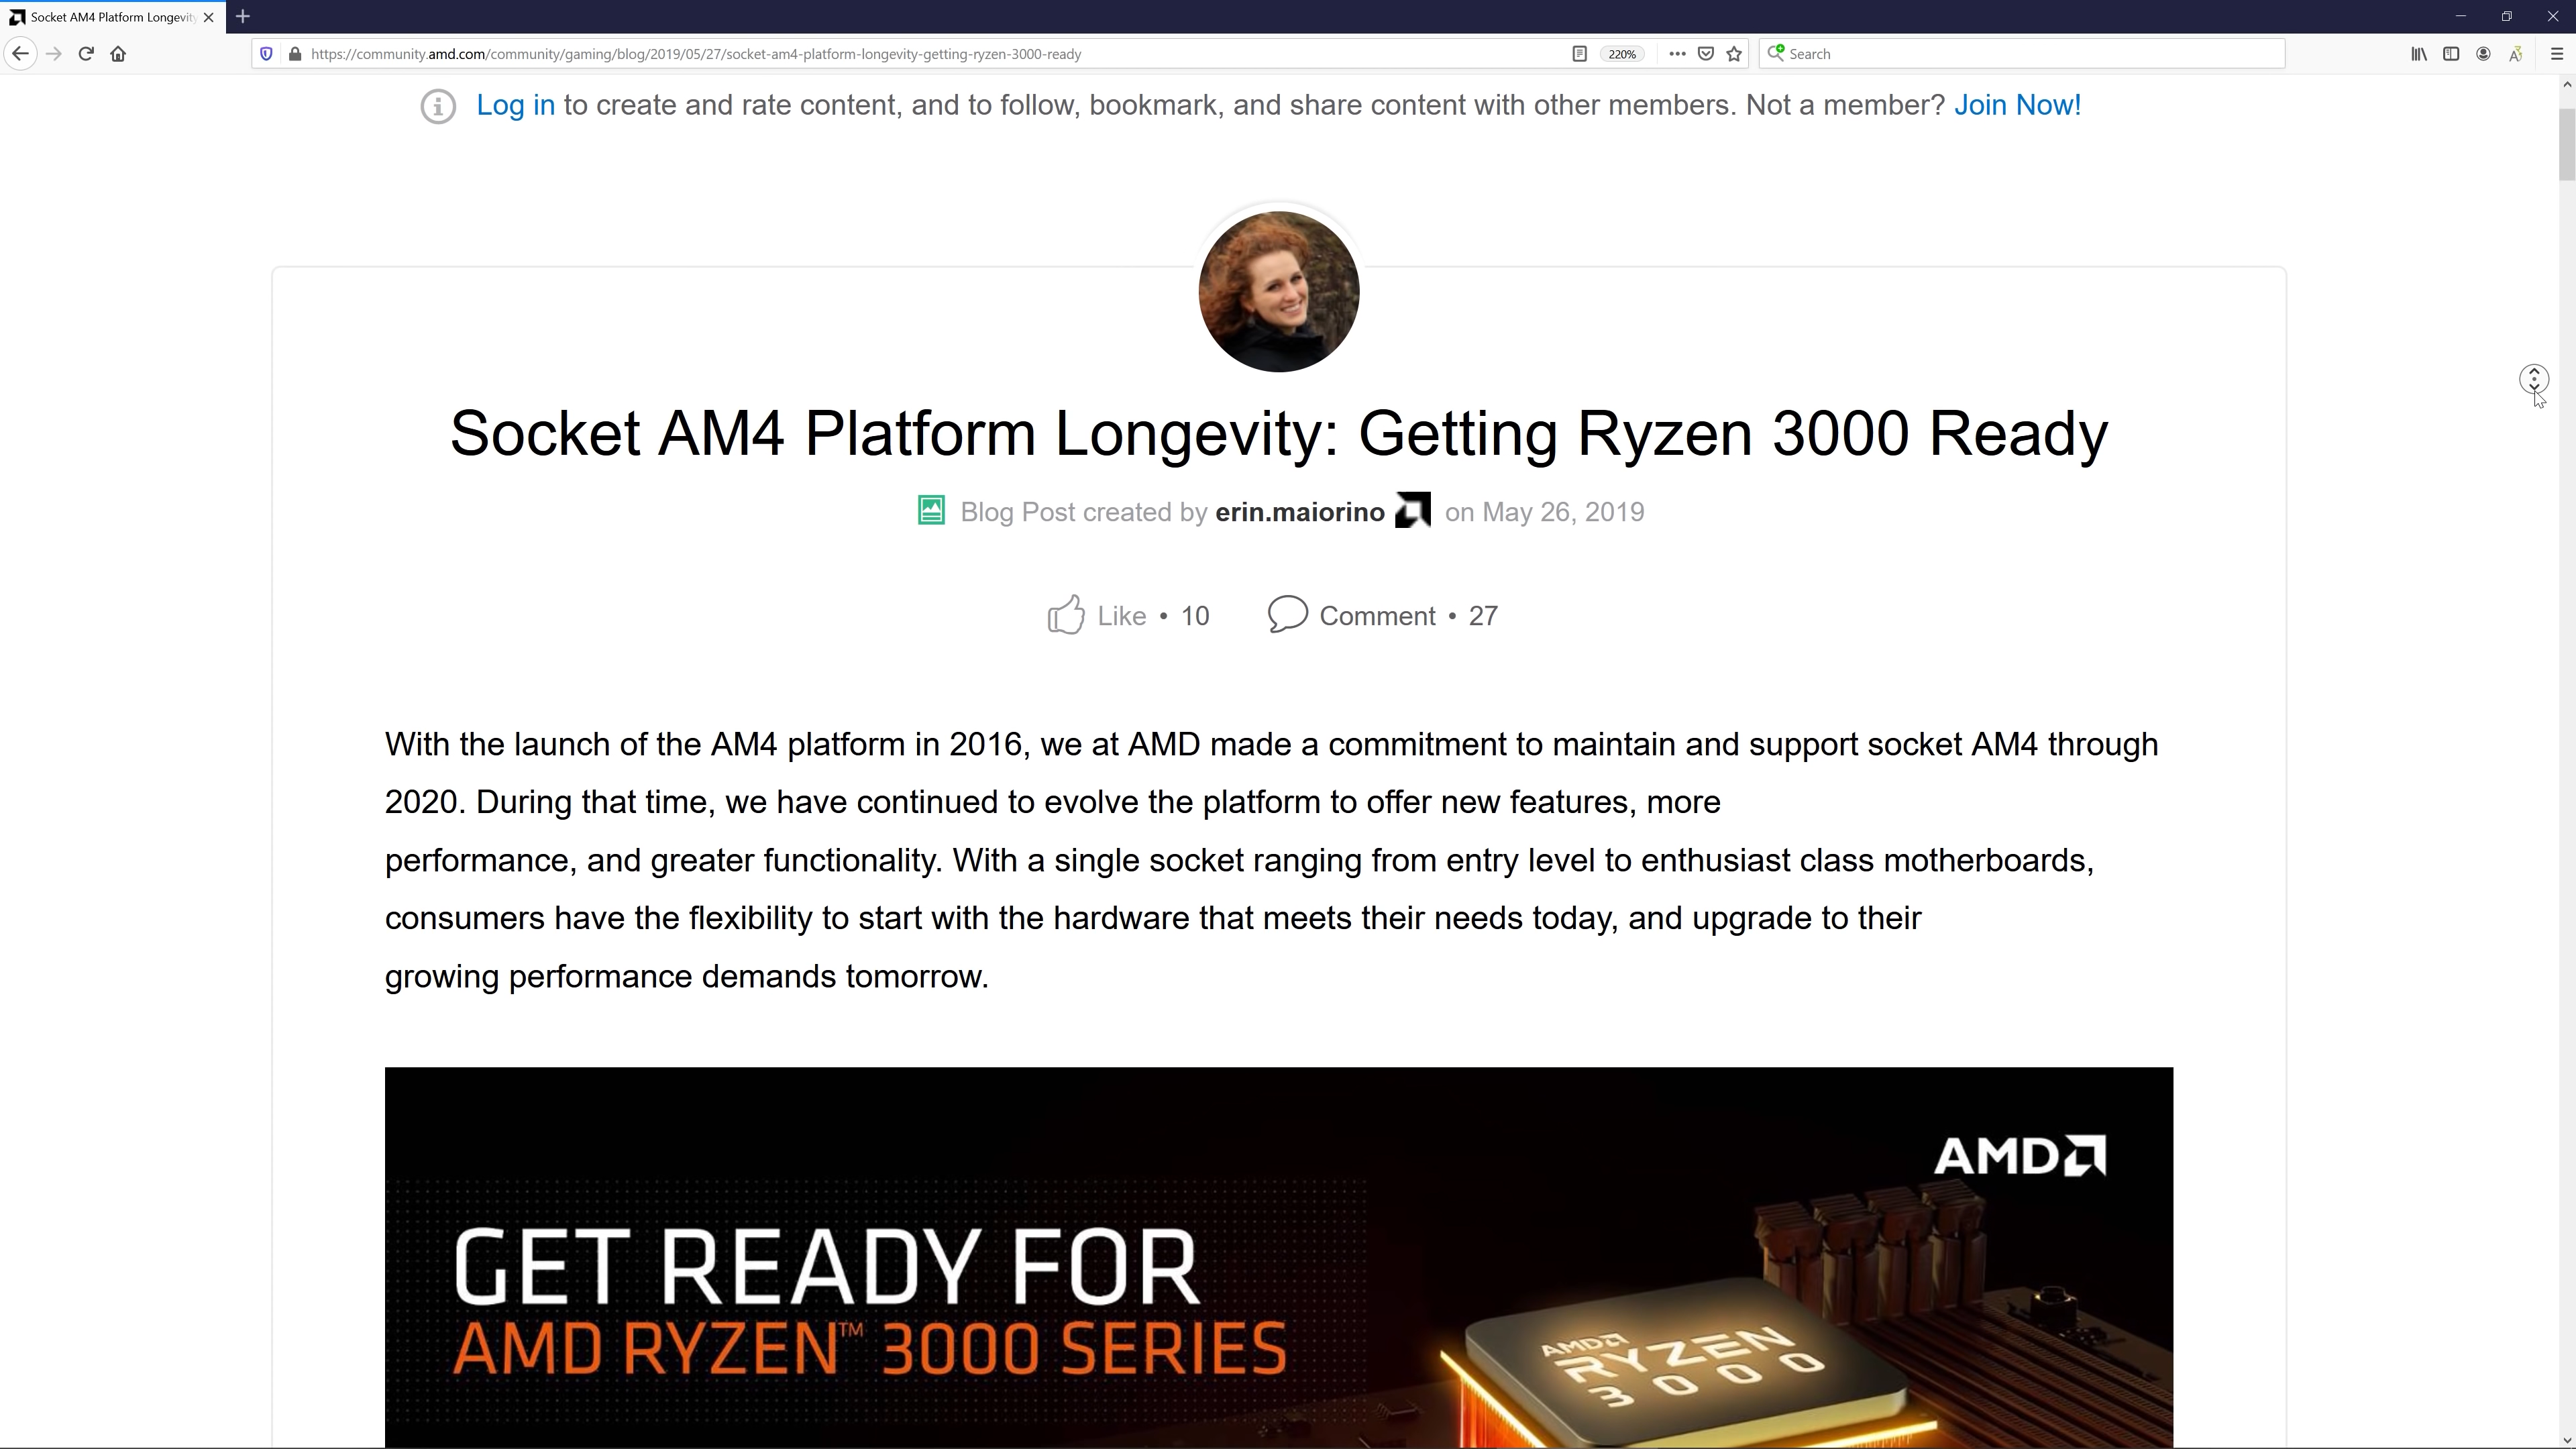 Socket AM4 Platform Longevity
https://community.amd.com/community/gaming/blog/2019/05/27/socket-am4-platform-longevity-getting-ryzen-3000-ready
220%
Search
Log in to create and rate content, and to follow, bookmark, and share content with other members. Not a member? Join Now!
Socket AM4 Platform Longevity: Getting Ryzen 3000 Ready
Blog Post created by erin.maiorino on May 26, 2019
Like • 10 Comment • 27
With the launch of the AM4 platform in 2016, we at AMD made a commitment to maintain and support socket AM4 through
2020. During that time, we have continued to evolve the platform to offer new features, more
performance, and greater functionality. With a single socket ranging from entry level to enthusiast class motherboards,
consumers have the flexibility to start with the hardware that meets their needs today, and upgrade to their
growing performance demands tomorrow.
AMD
GET READY FOR
AMD RYZEN™ 3000 SERIES
AMD
RYZEN
3000